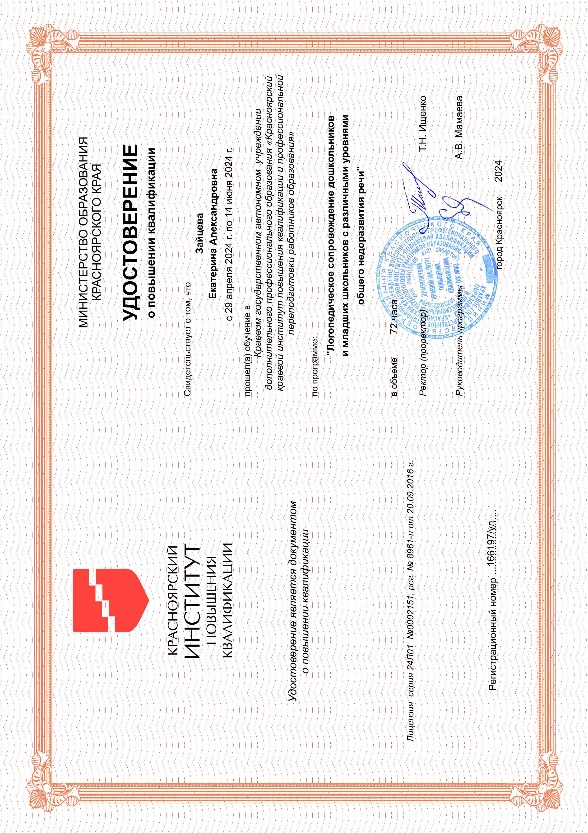 КРАСНОЯРСКИЙ
ИНСТИТУТ
ПОВЫШЕНИЯ
КВАЛИФИКАЦИИ
Удостоверение является документом
о повышении квалификации
Лицензия серия 24Л01 №0002151, рег. № 8961-л от 20.09.2016 г.
Регистрационный номер ...166197/уд....
МИНИСТЕРСТВО ОБРАЗОВАНИЯ
КРАСНОЯРСКОГО КРАЯ
УДОСТОВЕРЕНИЕ
о повышении квалификации
Свидетельствует о том, что
Зайцева
Екатерина Александровна
с 29 апреля 2024 г. по 14 июня 2024 г.
прошел(а) обучение в
Краевом государственном автономном учреждении
дополнительного профессионального образования «Красноярский
краевой институт повышения квалификации и профессиональной
переподготовки работников образования»
по программе:
"Логопедическое сопровождение дошкольников
и младших школьников с различными уровнями
общего недоразвития речи"
в объеме 72 часа
Ректор (проректор) Т.Н. Ищенко
Руководитель программы А.В. Мамаева
город Красноярск 2024